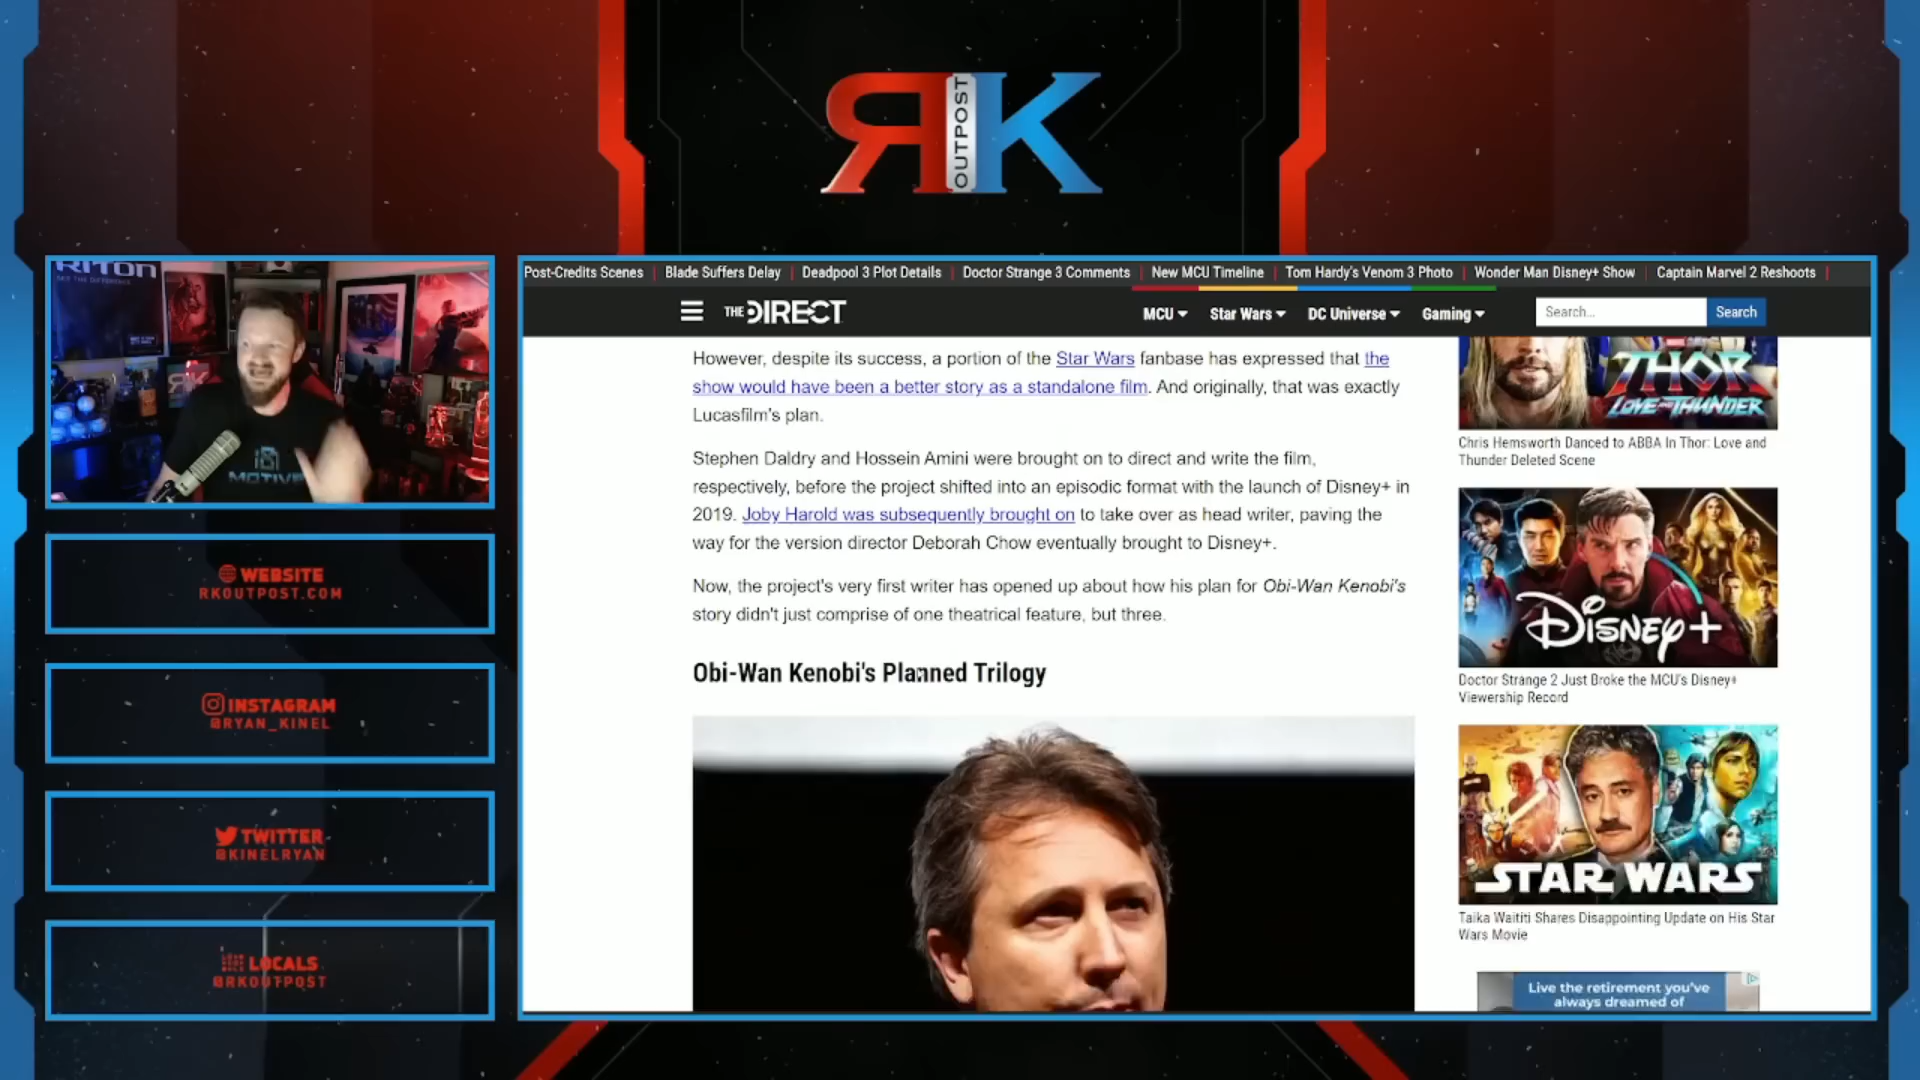 RK
OUTPOST
RITON
SEE THE DIFFERENCE
RK
MOTIVE
WEBSITE
RKOUTPOST.COM
INSTAGRAM
@RYAN_KINEL
TWITTER
@KINELRYAN
LOCALS
@RKOUTPOST
Post-Credits Scenes | Blade Suffers Delay | Deadpool 3 Plot Details | Doctor Strange 3 Comments | New MCU Timeline | Tom Hardy's Venom 3 Photo | Wonder Man Disney+ Show | Captain Marvel 2 Reshoots |
THE DIRECT MCU Star Wars DC Universe Gaming Search... Search
However, despite its success, a portion of the Star Wars fanbase has expressed that the
show would have been a better story as a standalone film. And originally, that was exactly
Lucasfilm's plan.
Stephen Daldry and Hossein Amini were brought on to direct and write the film,
respectively, before the project shifted into an episodic format with the launch of Disney+ in
2019. Joby Harold was subsequently brought on to take over as head writer, paving the
way for the version director Deborah Chow eventually brought to Disney+.
Now, the project's very first writer has opened up about how his plan for Obi-Wan Kenobi's
story didn't just comprise of one theatrical feature, but three.
Obi-Wan Kenobi's Planned Trilogy
THOR
LOVE AND THUNDER
Chris Hemsworth Danced to ABBA In Thor: Love and
Thunder Deleted Scene
Disney+
Doctor Strange 2 Just Broke the MCU's Disney+
Viewership Record
STAR WARS
Taika Waititi Shares Disappointing Update on His Star
Wars Movie
Live the retirement you've
always dreamed of